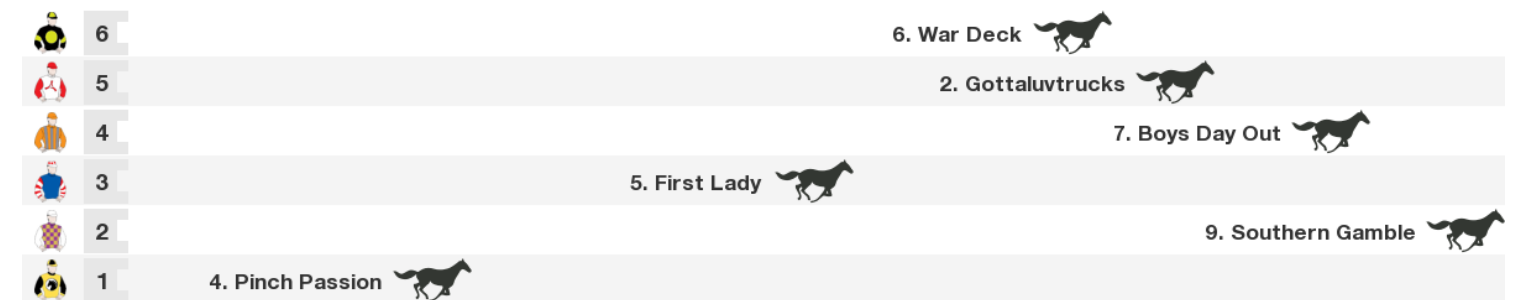 6 6. War Deck
5 2. Gottaluvtrucks
4 7. Boys Day Out
3 5. First Lady
2 9. Southern Gamble
1 4. Pinch Passion